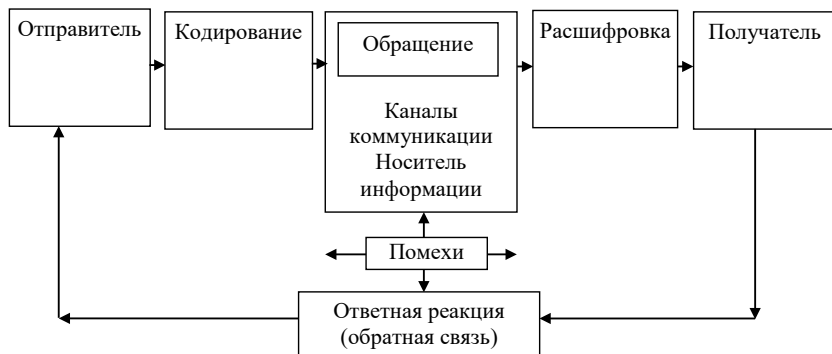 Отправитель
Кодирование
Обращение
Каналы
коммуникации
Носитель
информации
Расшифровка
Получатель
Помехи
Ответная реакция
(обратная связь)